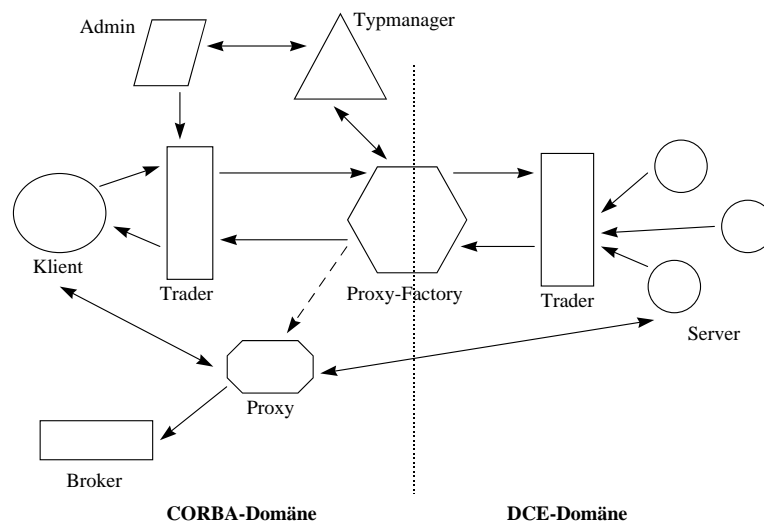 Typmanager
Admin
Klient
Trader
Proxy-Factory
Trader
Server
Proxy
Broker
CORBA-Domäne
DCE-Domäne